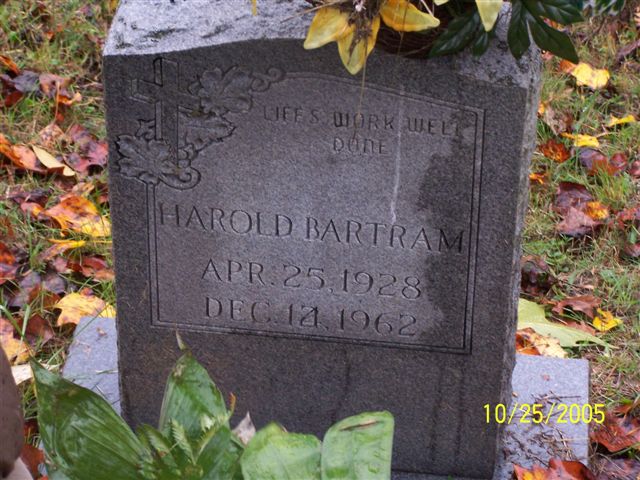 LIFES WORK WELL
DONE
HAROLD BARTRAM
APR. 25, 1928
DEC. 14, 1962
10/25/2005